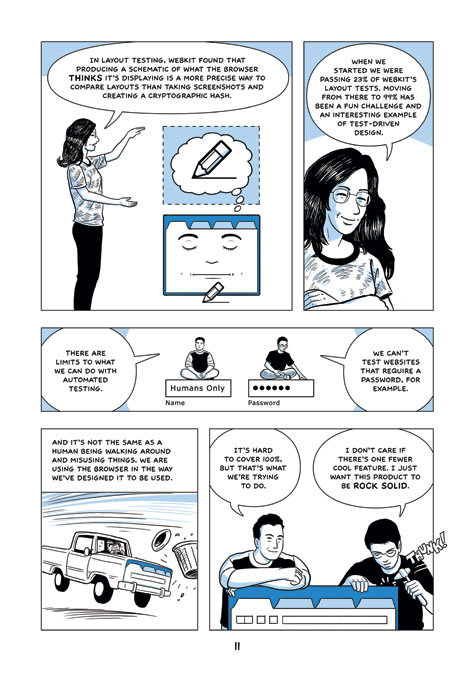 IN LAYOUT TESTING, WEBKIT FOUND THAT
PRODUCING A SCHEMATIC OF WHAT THE BROWSER
THINKS IT'S DISPLAYING IS A MORE PRECISE WAY TO
COMPARE LAYOUTS THAN TAKING SCREENSHOTS AND
CREATING A CRYPTOGRAPHIC HASH.
WHEN WE
STARTED WE WERE
PASSING 23% OF WEBKIT'S
LAYOUT TESTS. MOVING
FROM THERE TO 99% HAS
BEEN A FUN CHALLENGE AND
AN INTERESTING EXAMPLE
OF TEST-DRIVEN
DESIGN.
THERE ARE
LIMITS TO WHAT
WE CAN DO WITH
AUTOMATED
TESTING.
Humans Only
Name
●●●●●●
Password
WE CAN'T
TEST WEBSITES
THAT REQUIRE A
PASSWORD, FOR
EXAMPLE.
AND IT'S NOT THE SAME AS A
HUMAN BEING WALKING AROUND
AND MISUSING THINGS. WE ARE
USING THE BROWSER IN THE WAY
WE'VE DESIGNED IT TO BE USED.
IT'S HARD
TO COVER 100%,
BUT THAT'S WHAT
WE'RE TRYING
TO DO.
I DON'T CARE IF
THERE'S ONE FEWER
COOL FEATURE. I JUST
WANT THIS PRODUCT TO
BE ROCK SOLID.
THUNK!
11